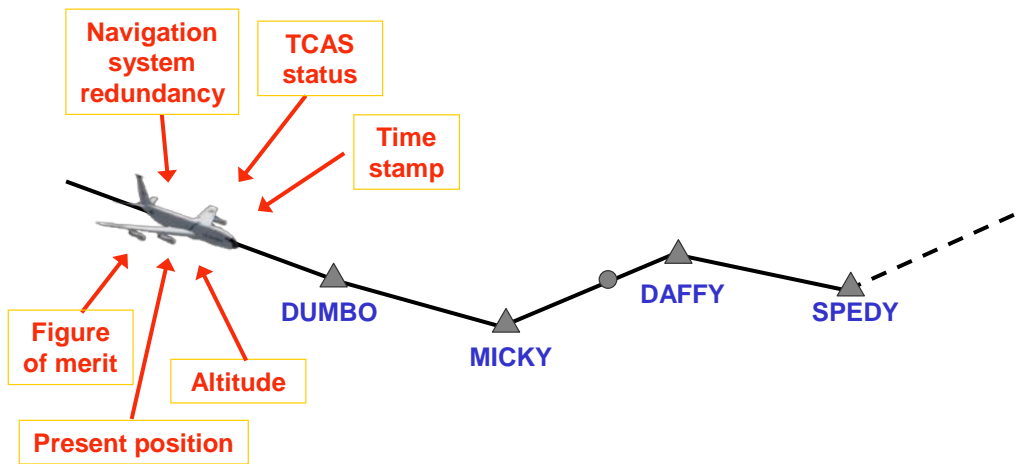 Navigation
system
redundancy
TCAS
status
Time
stamp
DUMBO
MICKY
DAFFY
SPEDY
Figure
of merit
Altitude
Present position